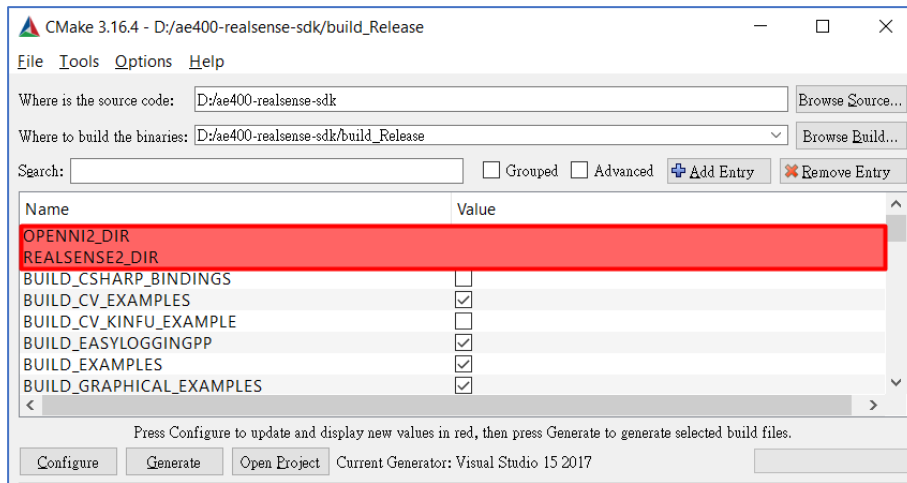 CMake 3.16.4 - D:/ae400-realsense-sdk/build_Release
File Tools Options Help
Where is the source code: D:/ae400-realsense-sdk Browse Source...
Where to build the binaries: D:/ae400-realsense-sdk/build_Release Browse Build...
Search: Grouped Advanced Add Entry Remove Entry
Name Value
OPENNI2_DIR
REALSENSE2_DIR
BUILD_CSHARP_BINDINGS
BUILD_CV_EXAMPLES
BUILD_CV_KINFU_EXAMPLE
BUILD_EASYLOGGINGPP
BUILD_EXAMPLES
BUILD_GRAPHICAL_EXAMPLES
Press Configure to update and display new values in red, then press Generate to generate selected build files.
Configure Generate Open Project Current Generator: Visual Studio 15 2017